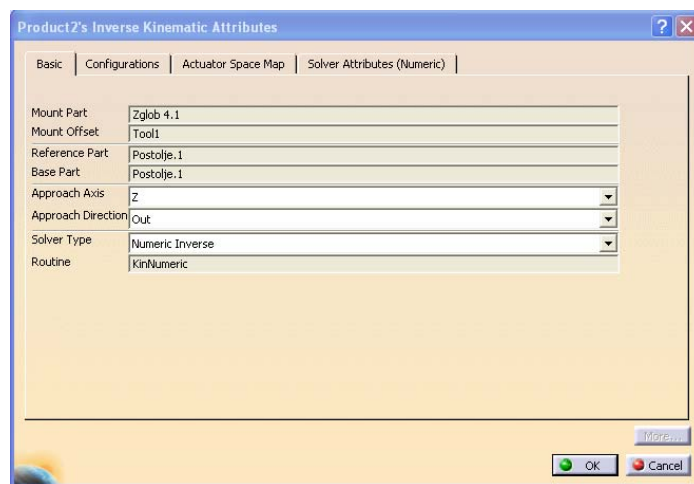 Product2's Inverse Kinematic Attributes
Basic Configurations Actuator Space Map Solver Attributes (Numeric)
Mount Part Zglob 4.1
Mount Offset Tool1
Reference Part Postolje.1
Base Part Postolje.1
Approach Axis Z
Approach Direction Out
Solver Type Numeric Inverse
Routine KinNumeric
More...
OK Cancel